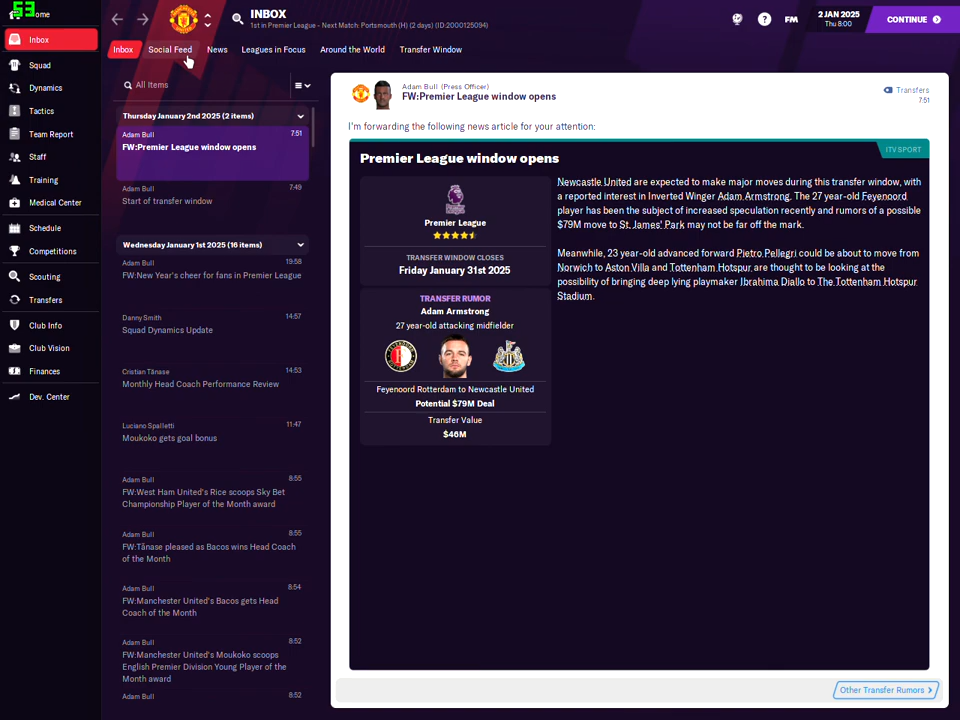 53
ome
INBOX
1st in Premier League - Next Match: Portsmouth (H) (2 days) (ID:2000125094)
?
FM
2 JAN 2025
Thu 8:00
CONTINUE
Inbox
Social Feed
News
Leagues in Focus
Around the World
Transfer Window
Inbox
Squad
Dynamics
Tactics
Team Report
Staff
Training
Medical Center
Schedule
Competitions
Scouting
Transfers
Club Info
Club Vision
Finances
Dev. Center
All Items
Thursday January 2nd 2025 (2 items)
Adam Bull 7:51
FW:Premier League window opens
Adam Bull 7:49
Start of transfer window
Wednesday January 1st 2025 (16 items)
Adam Bull 19:58
FW:New Year's cheer for fans in Premier League
Danny Smith 14:57
Squad Dynamics Update
Cristian Tănase 14:53
Monthly Head Coach Performance Review
Luciano Spalletti 11:47
Moukoko gets goal bonus
Adam Bull 8:55
FW:West Ham United's Rice scoops Sky Bet
Championship Player of the Month award
Adam Bull 8:55
FW:Tănase pleased as Bacos wins Head Coach
of the Month
Adam Bull 8:54
FW:Manchester United's Bacos gets Head
Coach of the Month
Adam Bull 8:52
FW:Manchester United's Moukoko scoops
English Premier Division Young Player of the
Month award
Adam Bull 8:52
Adam Bull (Press Officer)
FW:Premier League window opens
Transfers
7:51
I'm forwarding the following news article for your attention:
ITV SPORT
Premier League window opens
Premier League
TRANSFER WINDOW CLOSES
Friday January 31st 2025
TRANSFER RUMOR
Adam Armstrong
27 year-old attacking midfielder
Feyenoord Rotterdam to Newcastle United
Potential $79M Deal
Transfer Value
$46M
Newcastle United are expected to make major moves during this transfer window, with
a reported interest in Inverted Winger Adam Armstrong. The 27 year-old Feyenoord
player has been the subject of increased speculation recently and rumors of a possible
$79M move to St. James' Park may not be far off the mark.
Meanwhile, 23 year-old advanced forward Pietro Pellegri could be about to move from
Norwich to Aston Villa and Tottenham Hotspur are thought to be looking at the
possibility of bringing deep lying playmaker Ibrahima Diallo to The Tottenham Hotspur
Stadium.
Other Transfer Rumors